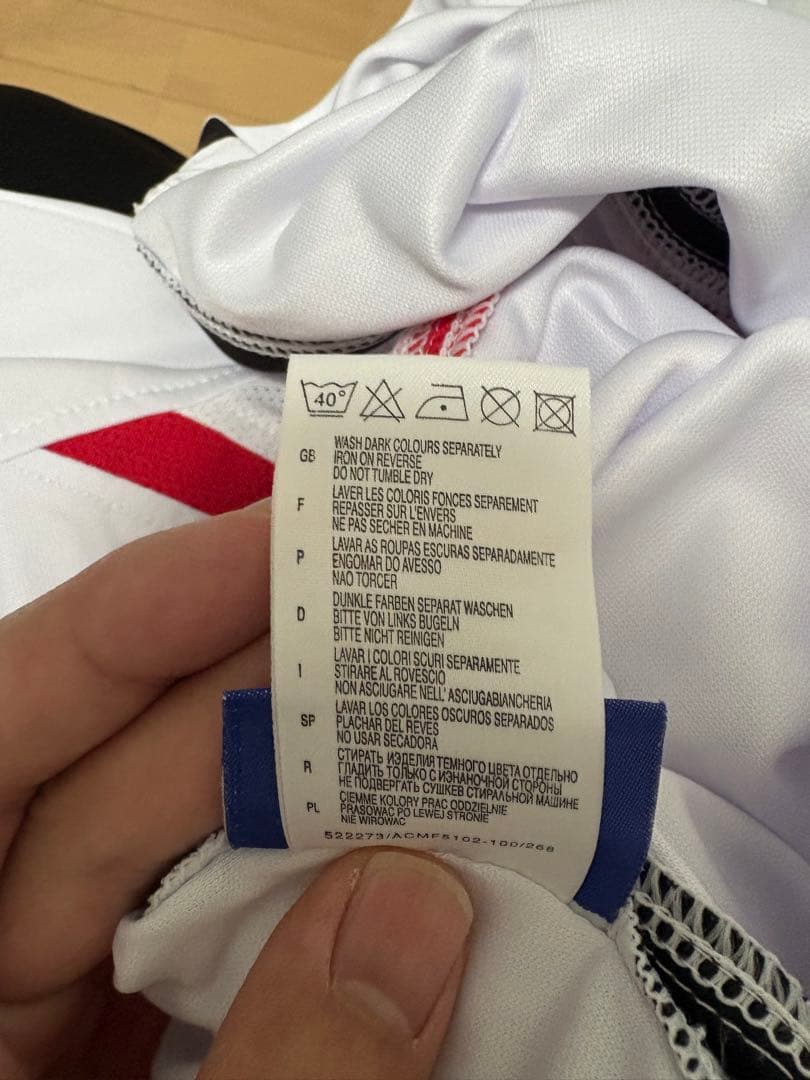 40°
GB
WASH DARK COLOURS SEPARATELY
IRON ON REVERSE
DO NOT TUMBLE DRY
F
LAVER LES COLORIS FONCES SEPAREMENT
REPASSER SUR L'ENVERS
NE PAS SECHER EN MACHINE
P
LAVAR AS ROUPAS ESCURAS SEPARADAMENTE
ENGOMAR DO AVESSO
NAO TORCER
D
DUNKLE FARBEN SEPARAT WASCHEN
BITTE VON LINKS BUGELN
BITTE NICHT REINIGEN
I
LAVAR I COLORI SCURI SEPARAMENTE
STIRARE AL ROVESCIO
NON ASCIUGARE NELL' ASCIUGABIANCHERIA
SP
LAVAR LOS COLORES OSCUROS SEPARADOS
PLACHAR DEL REVES
NO USAR SECADORA
R
СТИРАТЬ ИЗДЕЛИЯ ТЕМНОГО ЦВЕТА ОТДЕЛЬНО
ГЛАДИТЬ ТОЛЬКО С ИЗНАНОЧНОЙ СТОРОНЫ
НЕ ПОДВЕРГАТЬ СУШКЕВ СТИРАЛЬНОЙ МАШИНЕ
PL
CIEMME KOLORY PRAC ODDZIELNIE
PRASOWAC PO LEWEJ STRONIE
NIE WIROWAC
522273/ACMF5102-100/268